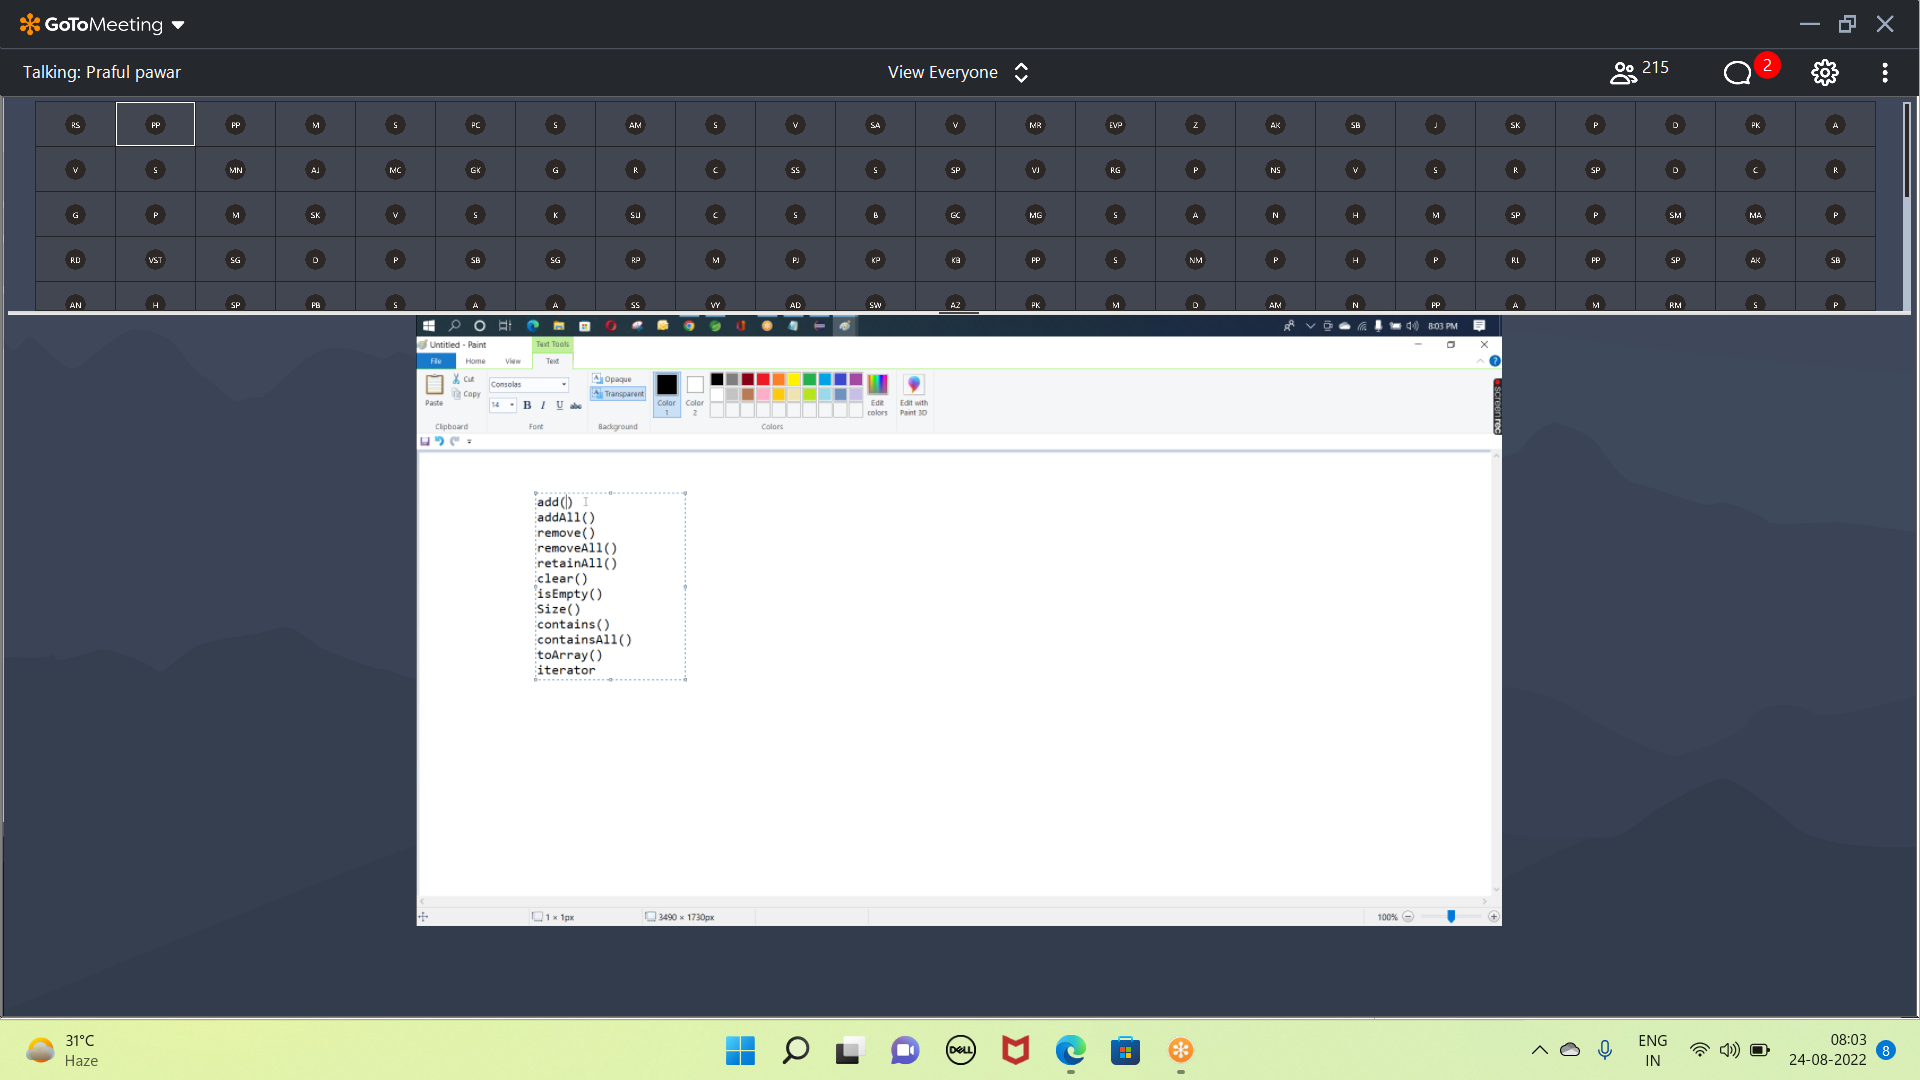 GoToMeeting
Talking: Praful pawar
View Everyone
215
2
RS PP PP M S PC S AM S V SA V MR EVP Z AK SB J SK P D PK A
V S MN AJ MC GK G R C SS S SP VJ RG P NS V S R SP D C R
G P M SK V S K SU C S B GC MG S A N H M SP P SM MA P
RD VST SG D P SB SG RP M PJ KP KB PP S NM P H P RL PP SP AK SB
AN H SP PB S A A SS VY AD SW AZ PK M D AM N PP A M RM S P
8:03 PM
Untitled - Paint
Text Tools
File Home View Text
Paste
Cut
Copy
Clipboard
Consolas
14
B I U abc
Font
Opaque
Transparent
Background
Color 1
Color 2
Edit colors
Colors
Edit with Paint 3D
screenrec
add()
addAll()
remove()
removeAll()
retainAll()
clear()
isEmpty()
Size()
contains()
containsAll()
toArray()
iterator
1 × 1px
3490 × 1730px
100%
31°C
Haze
DELL
ENG
IN
08:03
24-08-2022
8